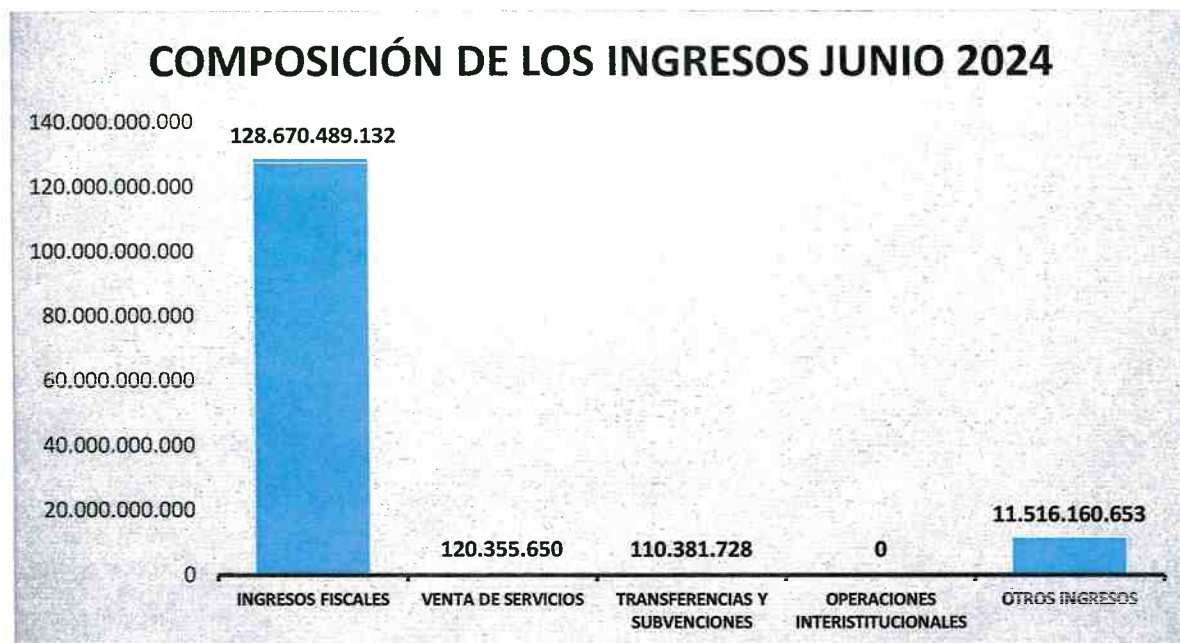 COMPOSICIÓN DE LOS INGRESOS JUNIO 2024
140.000.000.000
128.670.489.132
120.000.000.000
100.000.000.000
80.000.000.000
60.000.000.000
40.000.000.000
20.000.000.000
11.516.160.653
120.355.650
110.381.728
0
0
INGRESOS FISCALES
VENTA DE SERVICIOS
TRANSFERENCIAS Y
SUBVENCIONES
OPERACIONES
INTERISTITUCIONALES
OTROS INGRESOS